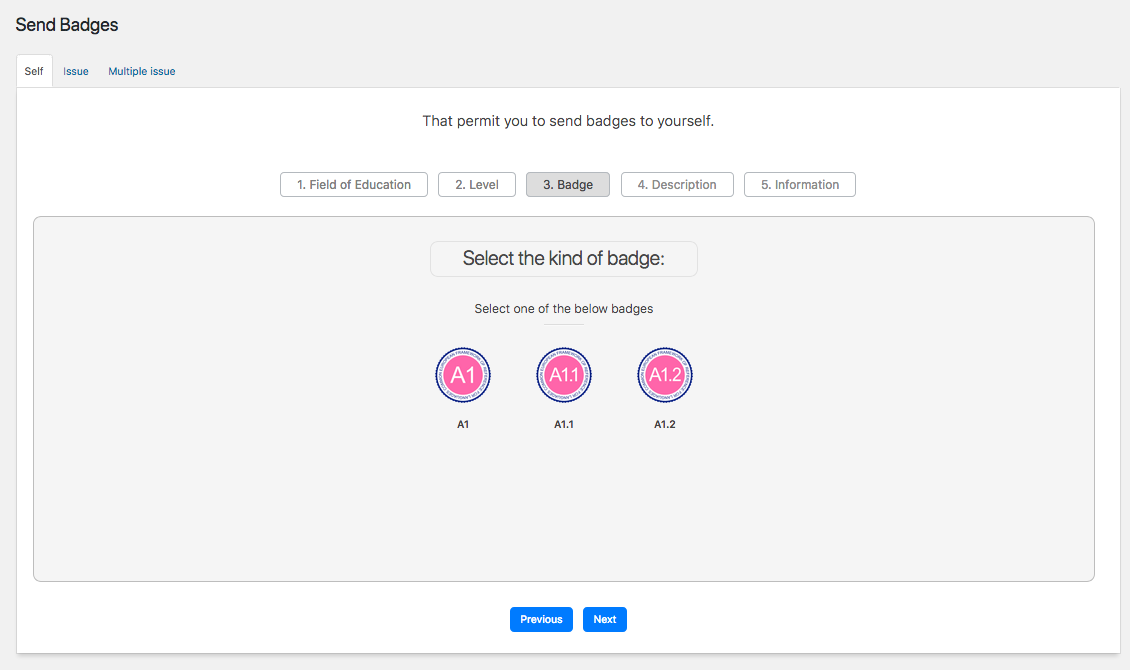 Send Badges
Self Issue Multiple issue
That permit you to send badges to yourself.
1. Field of Education 2. Level 3. Badge 4. Description 5. Information
Select the kind of badge:
Select one of the below badges
A1 A1.1 A1.2
A1 A1.1 A1.2
Previous Next